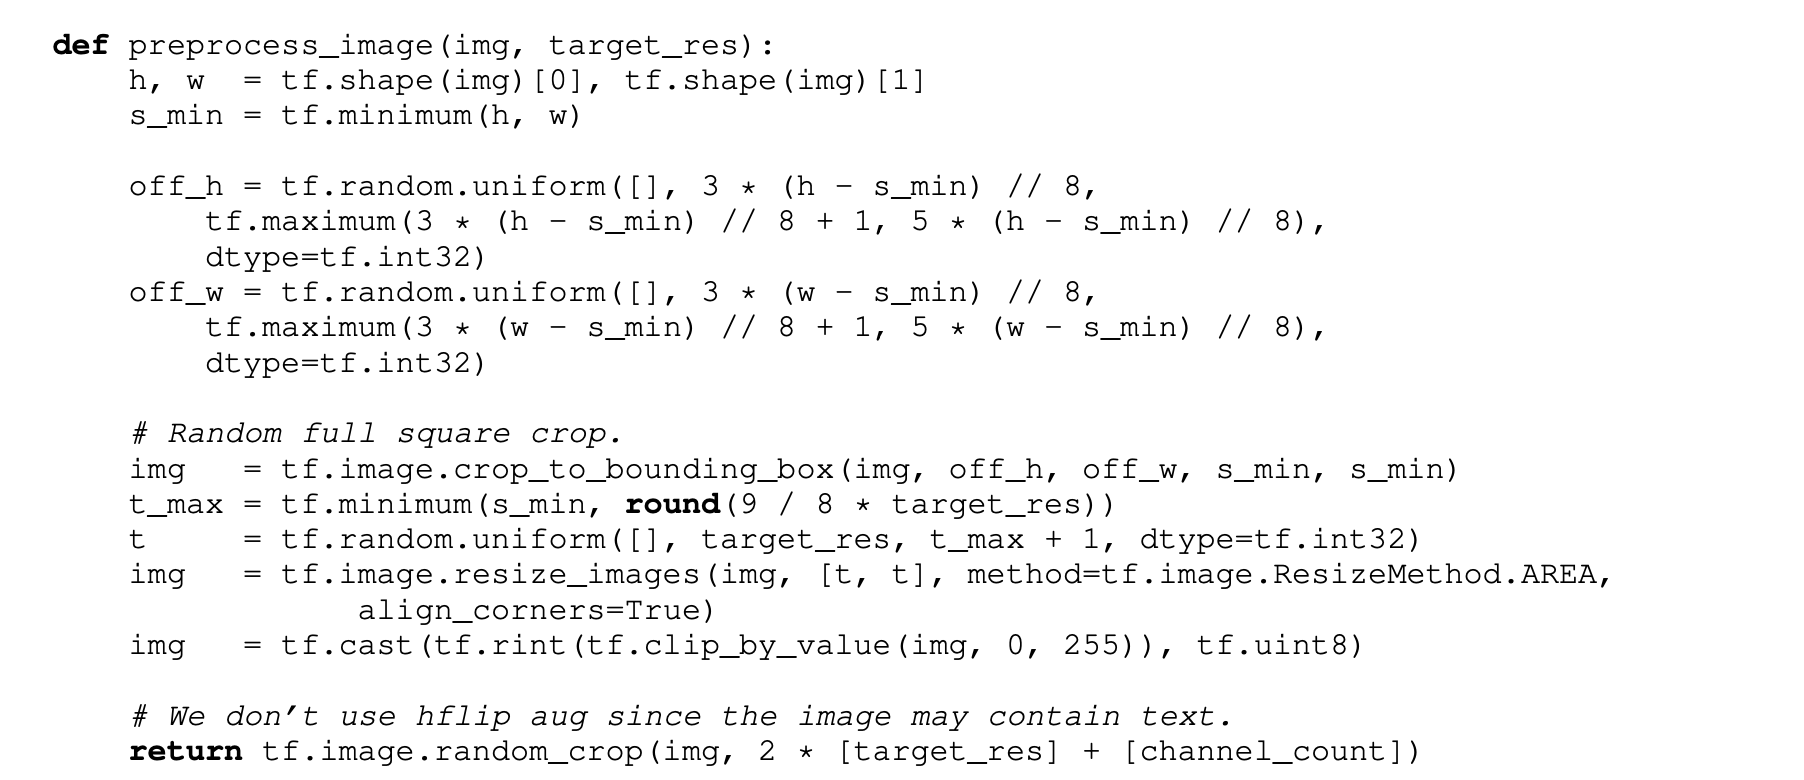 def preprocess_image(img, target_res):
    h, w  = tf.shape(img)[0], tf.shape(img)[1]
    s_min = tf.minimum(h, w)

    off_h = tf.random.uniform([], 3 * (h - s_min) // 8,
        tf.maximum(3 * (h - s_min) // 8 + 1, 5 * (h - s_min) // 8),
        dtype=tf.int32)
    off_w = tf.random.uniform([], 3 * (w - s_min) // 8,
        tf.maximum(3 * (w - s_min) // 8 + 1, 5 * (w - s_min) // 8),
        dtype=tf.int32)

    # Random full square crop.
    img   = tf.image.crop_to_bounding_box(img, off_h, off_w, s_min, s_min)
    t_max = tf.minimum(s_min, round(9 / 8 * target_res))
    t     = tf.random.uniform([], target_res, t_max + 1, dtype=tf.int32)
    img   = tf.image.resize_images(img, [t, t], method=tf.image.ResizeMethod.AREA,
                align_corners=True)
    img   = tf.cast(tf.rint(tf.clip_by_value(img, 0, 255)), tf.uint8)

    # We don't use hflip aug since the image may contain text.
    return tf.image.random_crop(img, 2 * [target_res] + [channel_count])